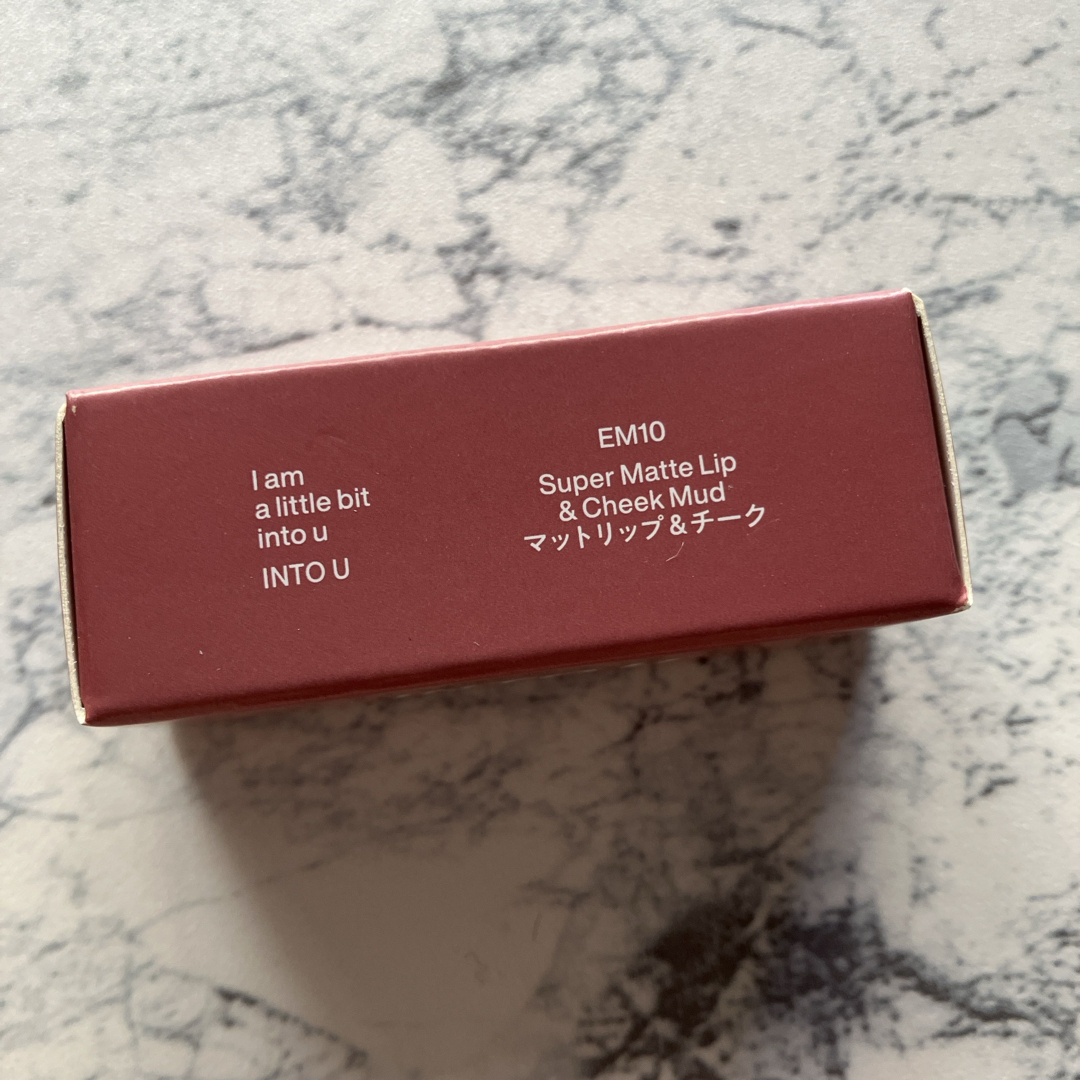 I am
a little bit
into u
INTO U
EM10
Super Matte Lip
& Cheek Mud
マットリップ&チーク